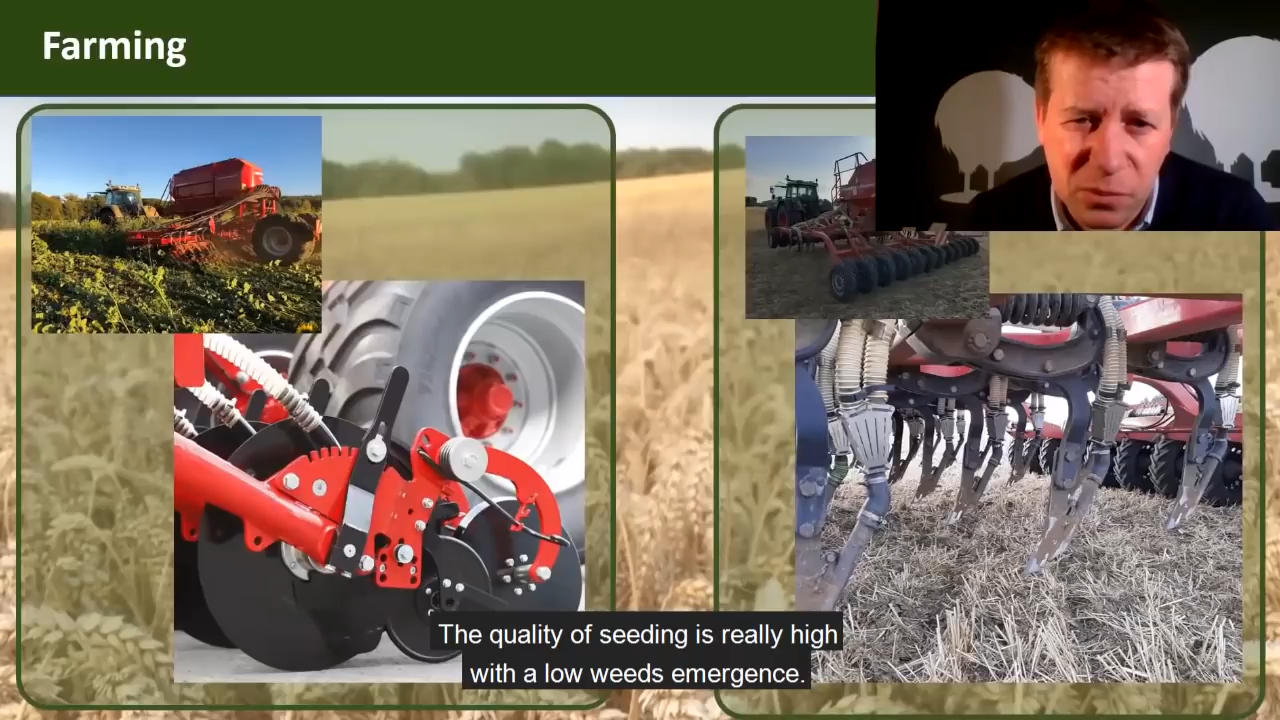 Farming
The quality of seeding is really high
with a low weeds emergence.